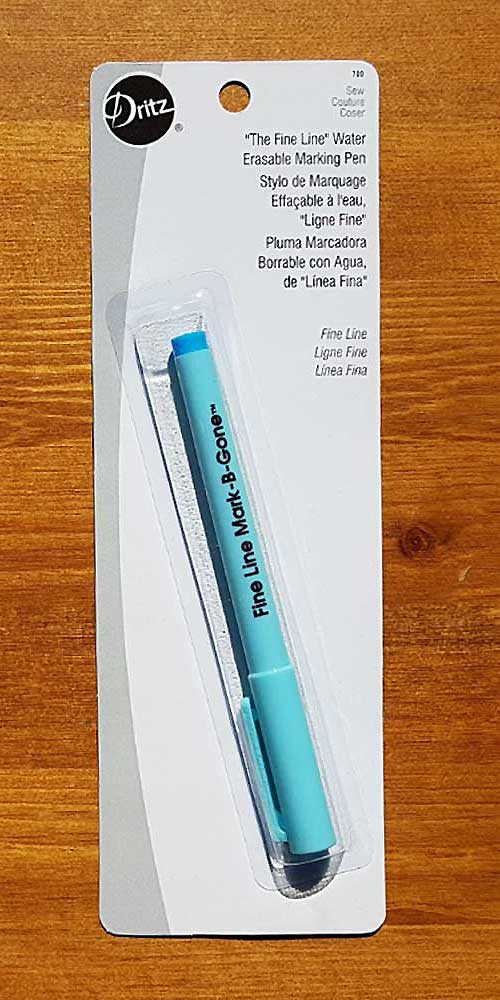 Dritz
®
700
Sew
Couture
Coser
"The Fine Line" Water
Erasable Marking Pen
Stylo de Marquage
Effaçable à l'eau,
"Ligne Fine"
Pluma Marcadora
Borrable con Agua,
de "Línea Fina"
Fine Line
Ligne Fine
Línea Fina
Fine Line Mark-B-Gone™